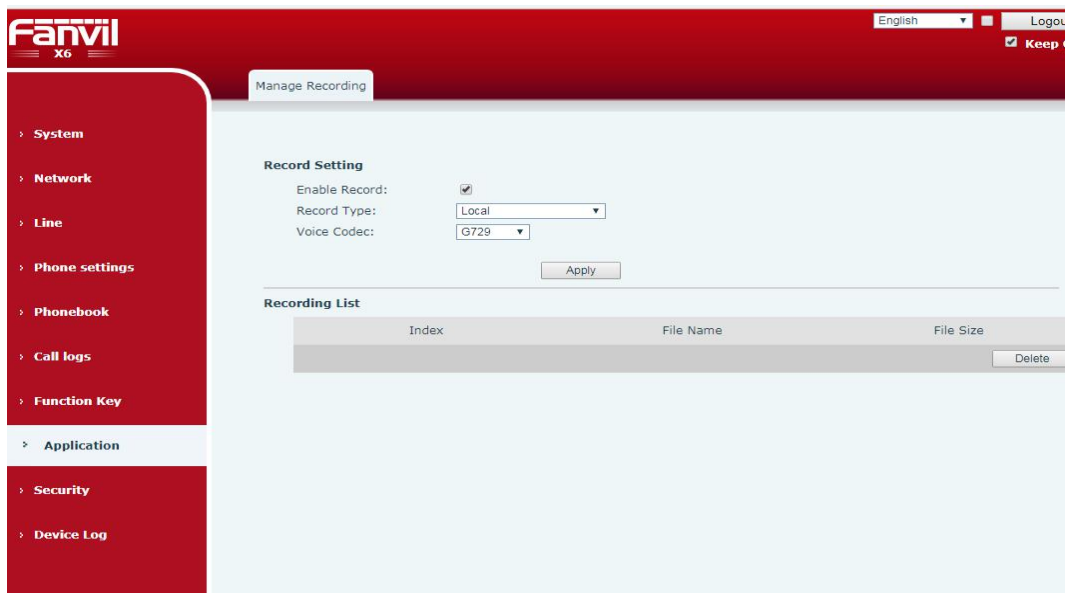 Fanvil
X6
English
Logou
Keep
Manage Recording
System
Network
Line
Phone settings
Phonebook
Call logs
Function Key
Application
Security
Device Log
Record Setting
Enable Record:
Record Type: Local
Voice Codec: G729
Apply
Recording List
Index File Name File Size
Delete